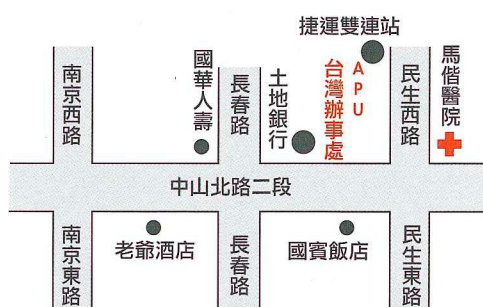 捷運雙連站
南京西路
國華人壽
長春路
土地銀行
台灣辦事處
APU
民生西路
馬偕醫院
中山北路二段
南京東路
老爺酒店
長春路
國賓飯店
民生東路